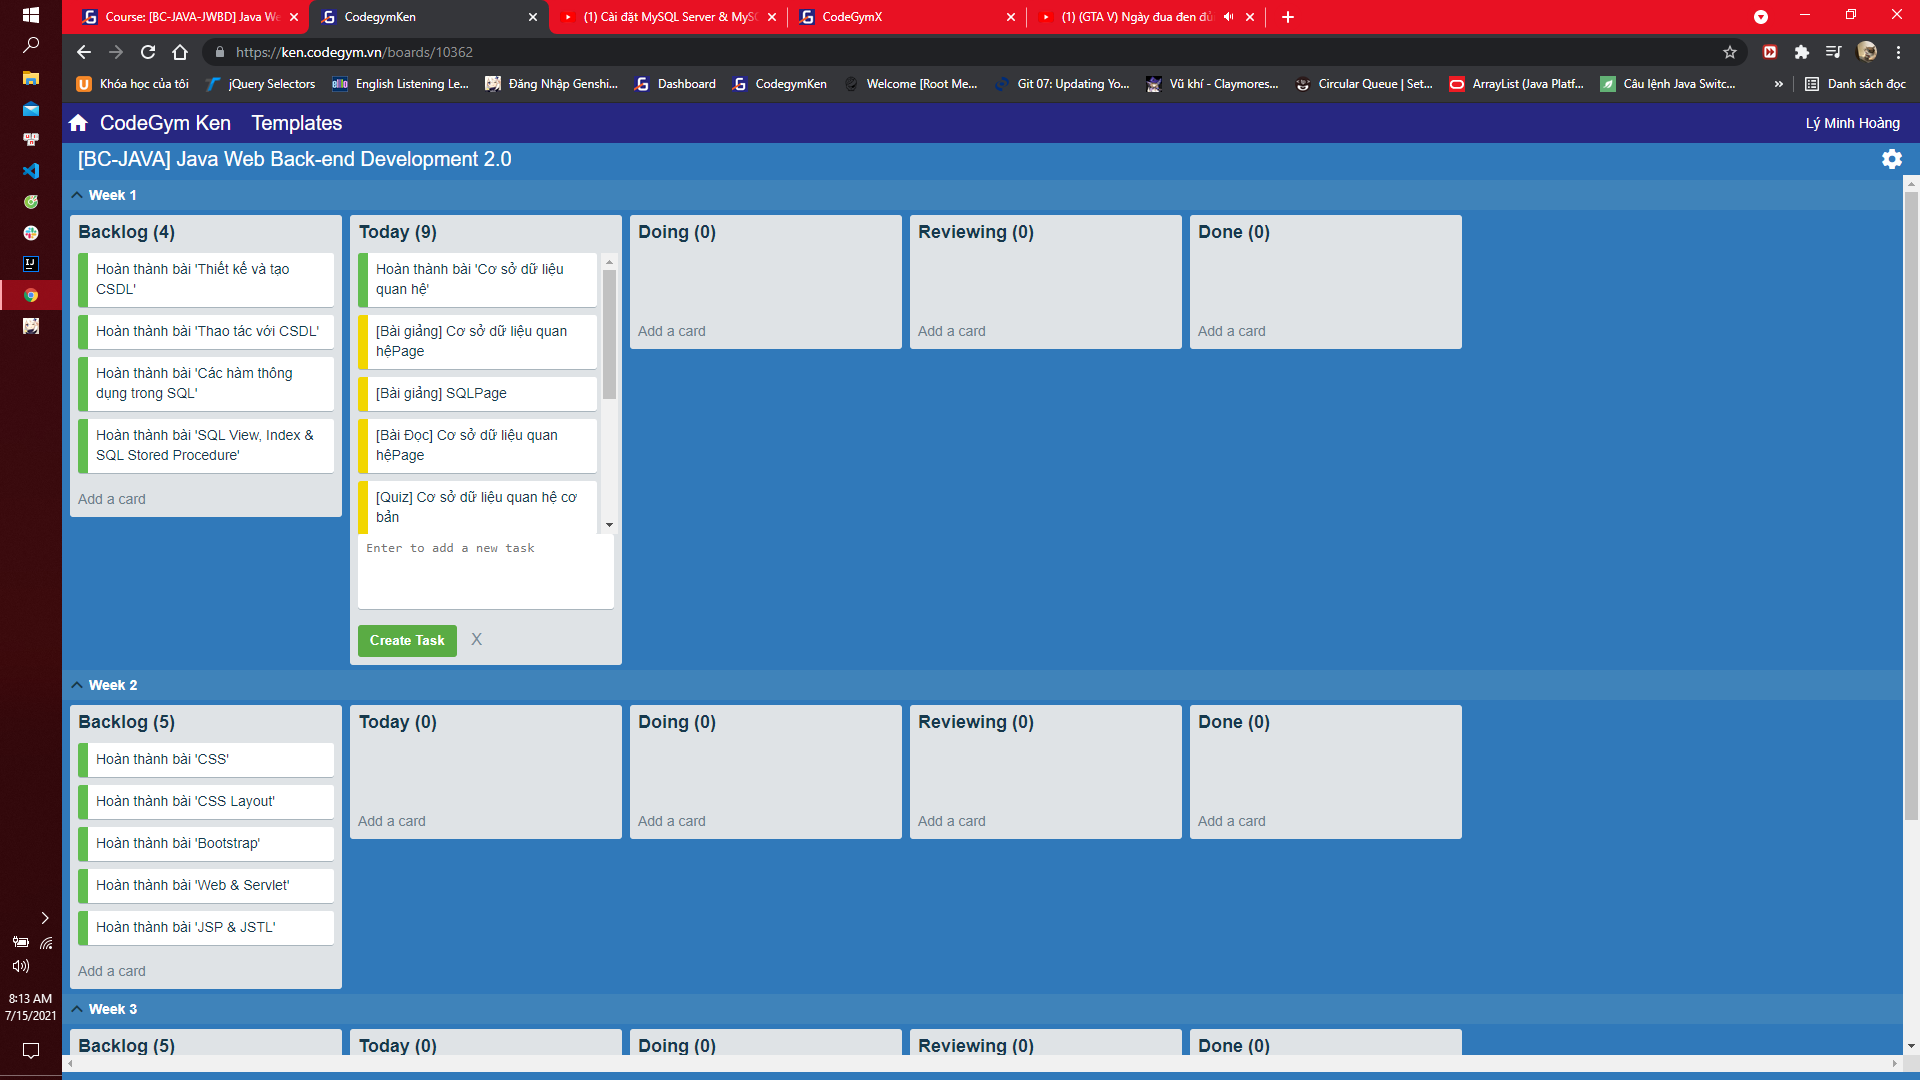 Course: [BC-JAVA-JWBD] Java We
CodegymKen
(1) Cài đặt MySQL Server & MyS
CodeGymX
(1) (GTA V) Ngày đua đen đủ
https://ken.codegym.vn/boards/10362
Khóa học của tôi
jQuery Selectors
English Listening Le...
Đăng Nhập Genshi...
Dashboard
CodegymKen
Welcome [Root Me...
Git 07: Updating Yo...
Vũ khí - Claymores...
Circular Queue | Set...
ArrayList (Java Platf...
Câu lệnh Java Switc...
»
Danh sách đọc
CodeGym Ken
Templates
Lý Minh Hoàng
[BC-JAVA] Java Web Back-end Development 2.0
Week 1
Backlog (4)
Hoàn thành bài 'Thiết kế và tạo
CSDL'
Hoàn thành bài 'Thao tác với CSDL'
Hoàn thành bài 'Các hàm thông
dụng trong SQL'
Hoàn thành bài 'SQL View, Index &
SQL Stored Procedure'
Add a card
Today (9)
Hoàn thành bài 'Cơ sở dữ liệu
quan hệ'
[Bài giảng] Cơ sở dữ liệu quan
hệPage
[Bài giảng] SQLPage
[Bài Đọc] Cơ sở dữ liệu quan
hệPage
[Quiz] Cơ sở dữ liệu quan hệ cơ
bản
Enter to add a new task
Create Task
X
Doing (0)
Add a card
Reviewing (0)
Add a card
Done (0)
Add a card
Week 2
Backlog (5)
Hoàn thành bài 'CSS'
Hoàn thành bài 'CSS Layout'
Hoàn thành bài 'Bootstrap'
Hoàn thành bài 'Web & Servlet'
Hoàn thành bài 'JSP & JSTL'
Add a card
Today (0)
Add a card
Doing (0)
Add a card
Reviewing (0)
Add a card
Done (0)
Add a card
Week 3
Backlog (5)
Today (0)
Doing (0)
Reviewing (0)
Done (0)
8:13 AM
7/15/2021